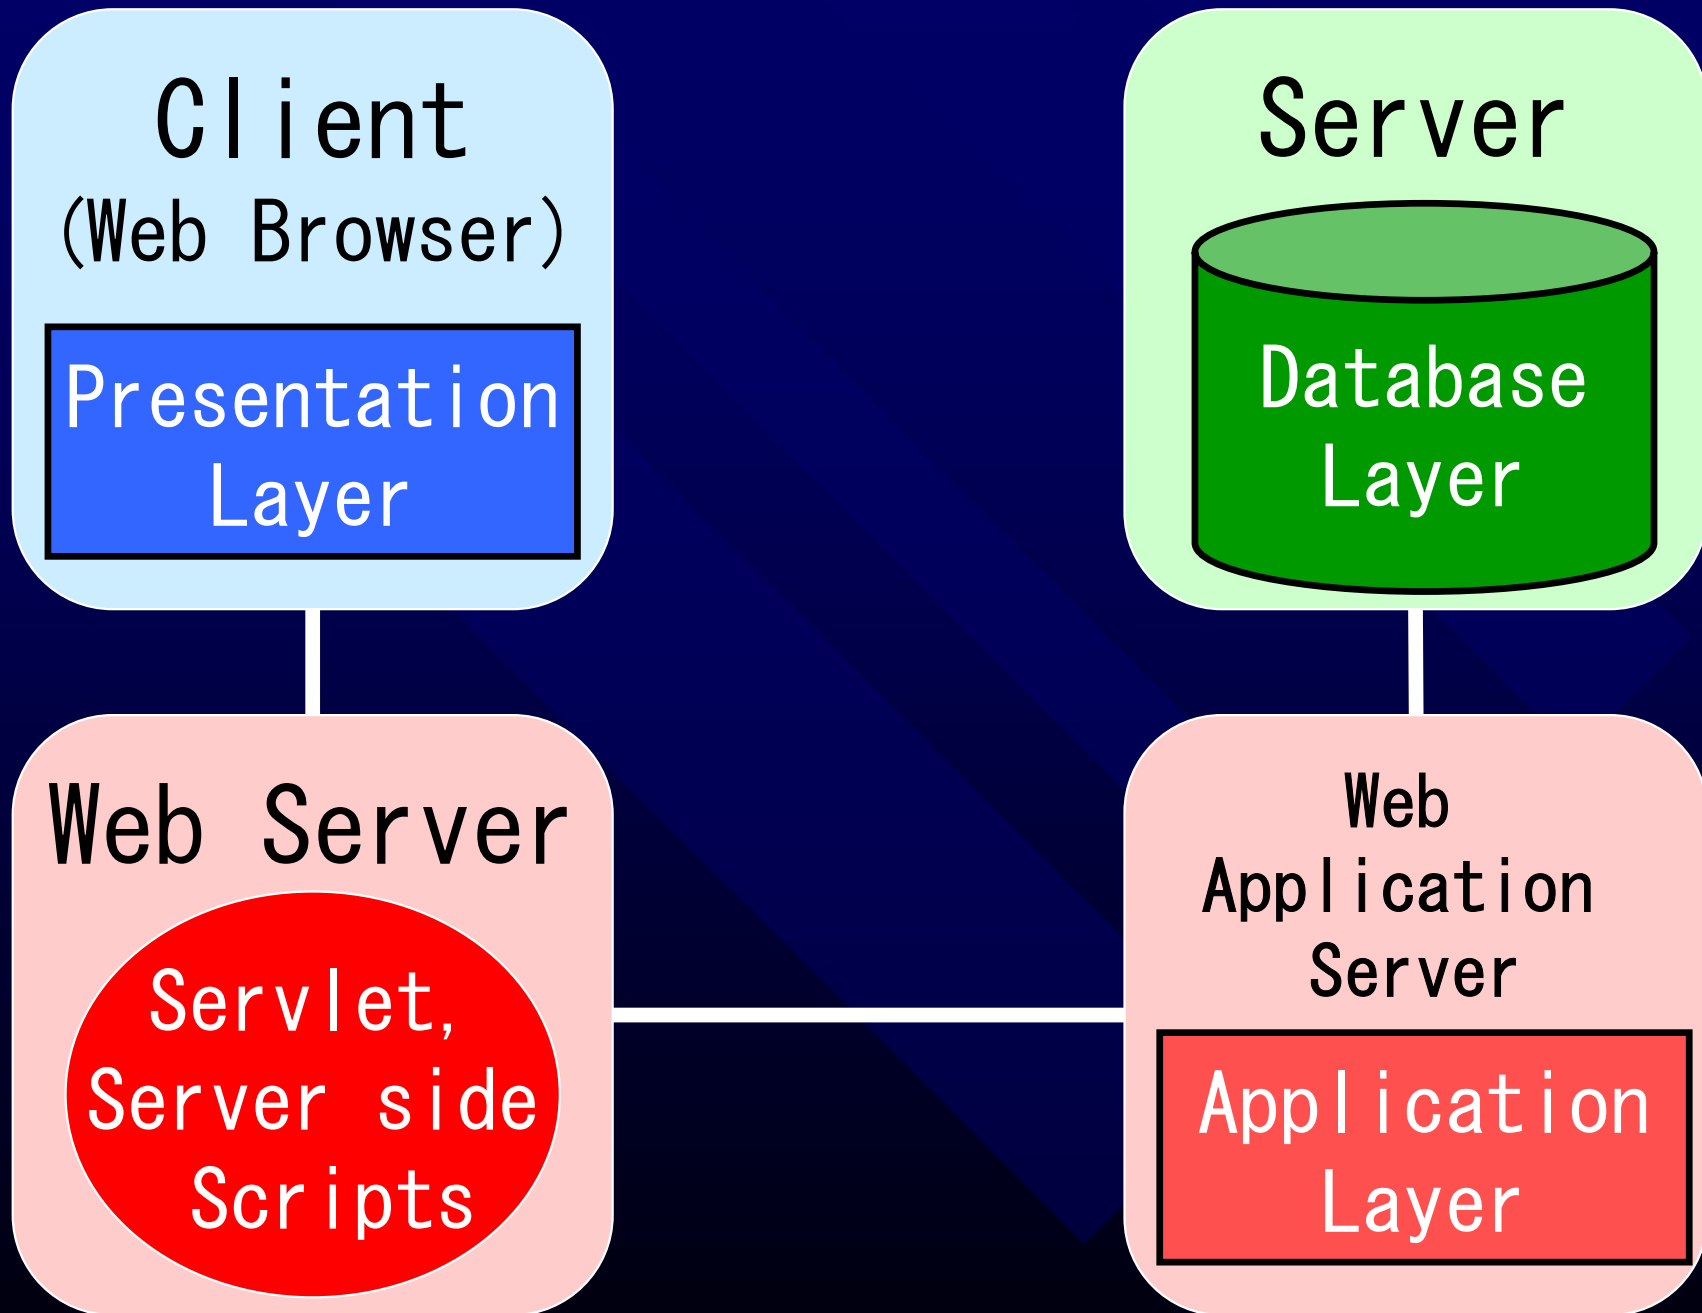 Client
(Web Browser)
Presentation
Layer
Server
Database
Layer
Web Server
Servlet,
Server side
Scripts
Web
Application
Server
Application
Layer